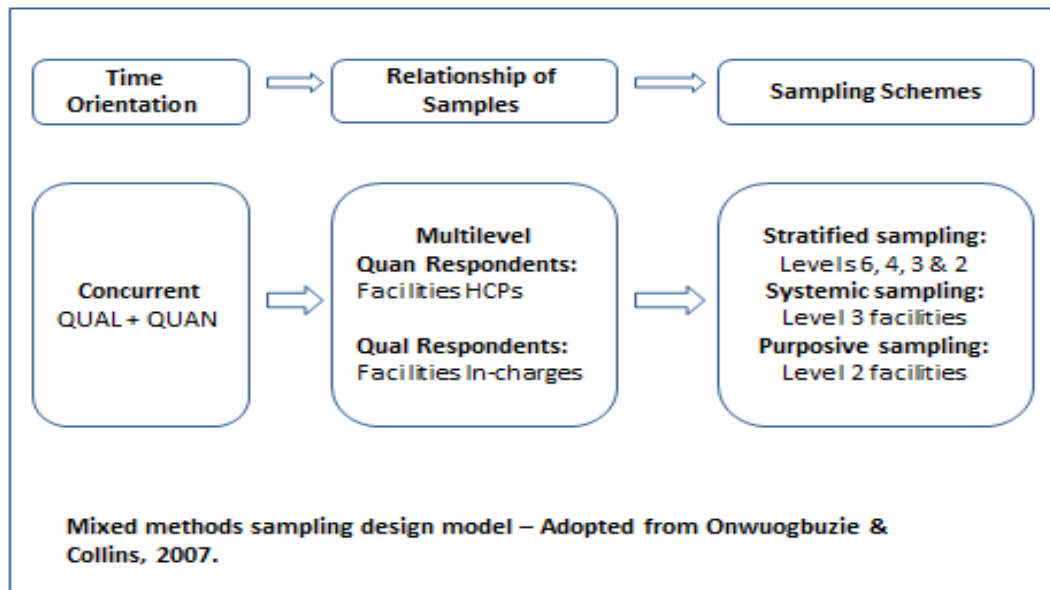 Time
Orientation
Relationship of
Samples
Sampling Schemes
Concurrent
QUAL + QUAN
Multilevel
Quan Respondents:
Facilities HCPs
Qual Respondents:
Facilities In-charges
Stratified sampling:
Levels 6, 4, 3 & 2
Systemic sampling:
Level 3 facilities
Purposive sampling:
Level 2 facilities
Mixed methods sampling design model – Adopted from Onwuogbuzie &
Collins, 2007.